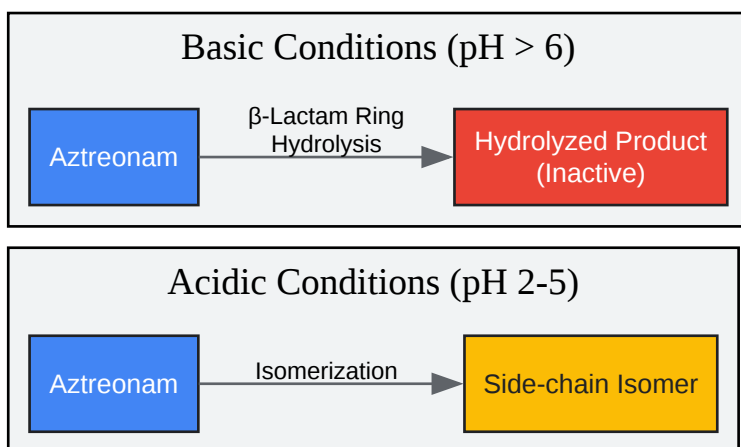 Basic Conditions (pH > 6)
Aztreonam
β-Lactam Ring
Hydrolysis
Hydrolyzed Product
(Inactive)
Acidic Conditions (pH 2-5)
Aztreonam
Isomerization
Side-chain Isomer